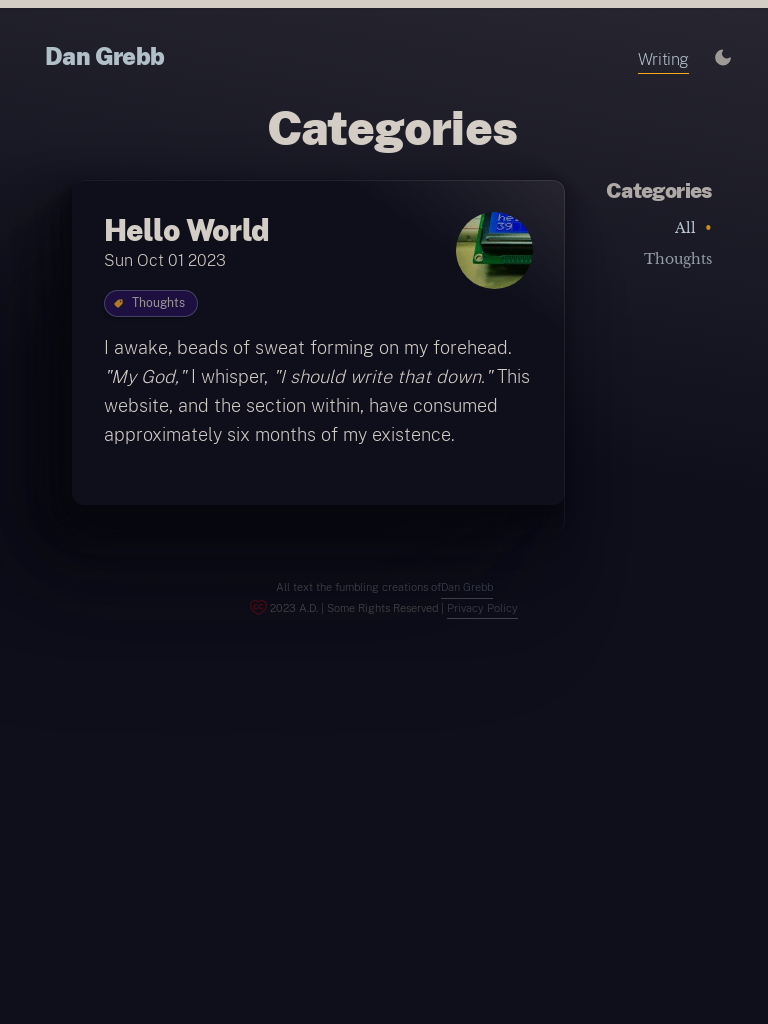 Dan Grebb
Writing
Categories
Hello World
Sun Oct 01 2023
Thoughts
I awake, beads of sweat forming on my forehead.
"My God," I whisper, "I should write that down." This
website, and the section within, have consumed
approximately six months of my existence.
Categories
All •
Thoughts
All text the fumbling creations ofDan Grebb
2023 A.D. | Some Rights Reserved | Privacy Policy